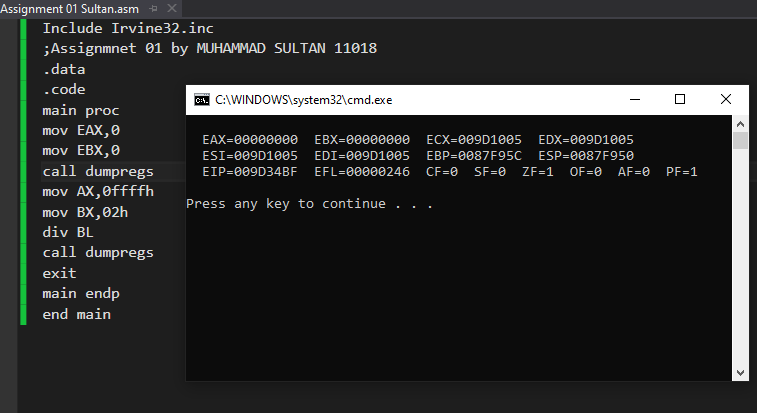 Assignment 01 Sultan.asm
Include Irvine32.inc
;Assignmnet 01 by MUHAMMAD SULTAN 11018
.data
.code
main proc
mov EAX,0
mov EBX,0
call dumpregs
mov AX,0ffffh
mov BX,02h
div BL
call dumpregs
exit
main endp
end main
C:\WINDOWS\system32\cmd.exe
EAX=00000000 EBX=00000000 ECX=009D1005 EDX=009D1005
ESI=009D1005 EDI=009D1005 EBP=0087F95C ESP=0087F950
EIP=009D34BF EFL=00000246 CF=0 SF=0 ZF=1 OF=0 AF=0 PF=1
Press any key to continue . . .